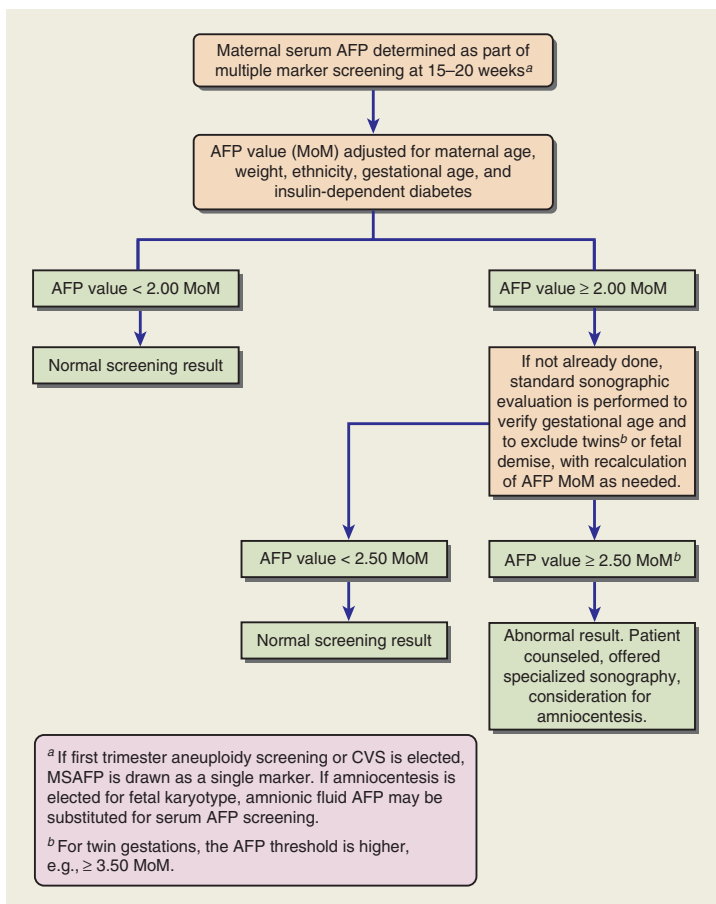 Maternal serum AFP determined as part of
multiple marker screening at 15–20 weeksᵃ
AFP value (MoM) adjusted for maternal age,
weight, ethnicity, gestational age, and
insulin-dependent diabetes
AFP value < 2.00 MoM
AFP value ≥ 2.00 MoM
Normal screening result
If not already done,
standard sonographic
evaluation is performed to
verify gestational age and
to exclude twinsᵇ or fetal
demise, with recalculation
of AFP MoM as needed.
AFP value < 2.50 MoM
AFP value ≥ 2.50 MoMᵇ
Normal screening result
Abnormal result. Patient
counseled, offered
specialized sonography,
consideration for
amniocentesis.
ᵃ If first trimester aneuploidy screening or CVS is elected,
MSAFP is drawn as a single marker. If amniocentesis is
elected for fetal karyotype, amnionic fluid AFP may be
substituted for serum AFP screening.
ᵇ For twin gestations, the AFP threshold is higher,
e.g., ≥ 3.50 MoM.